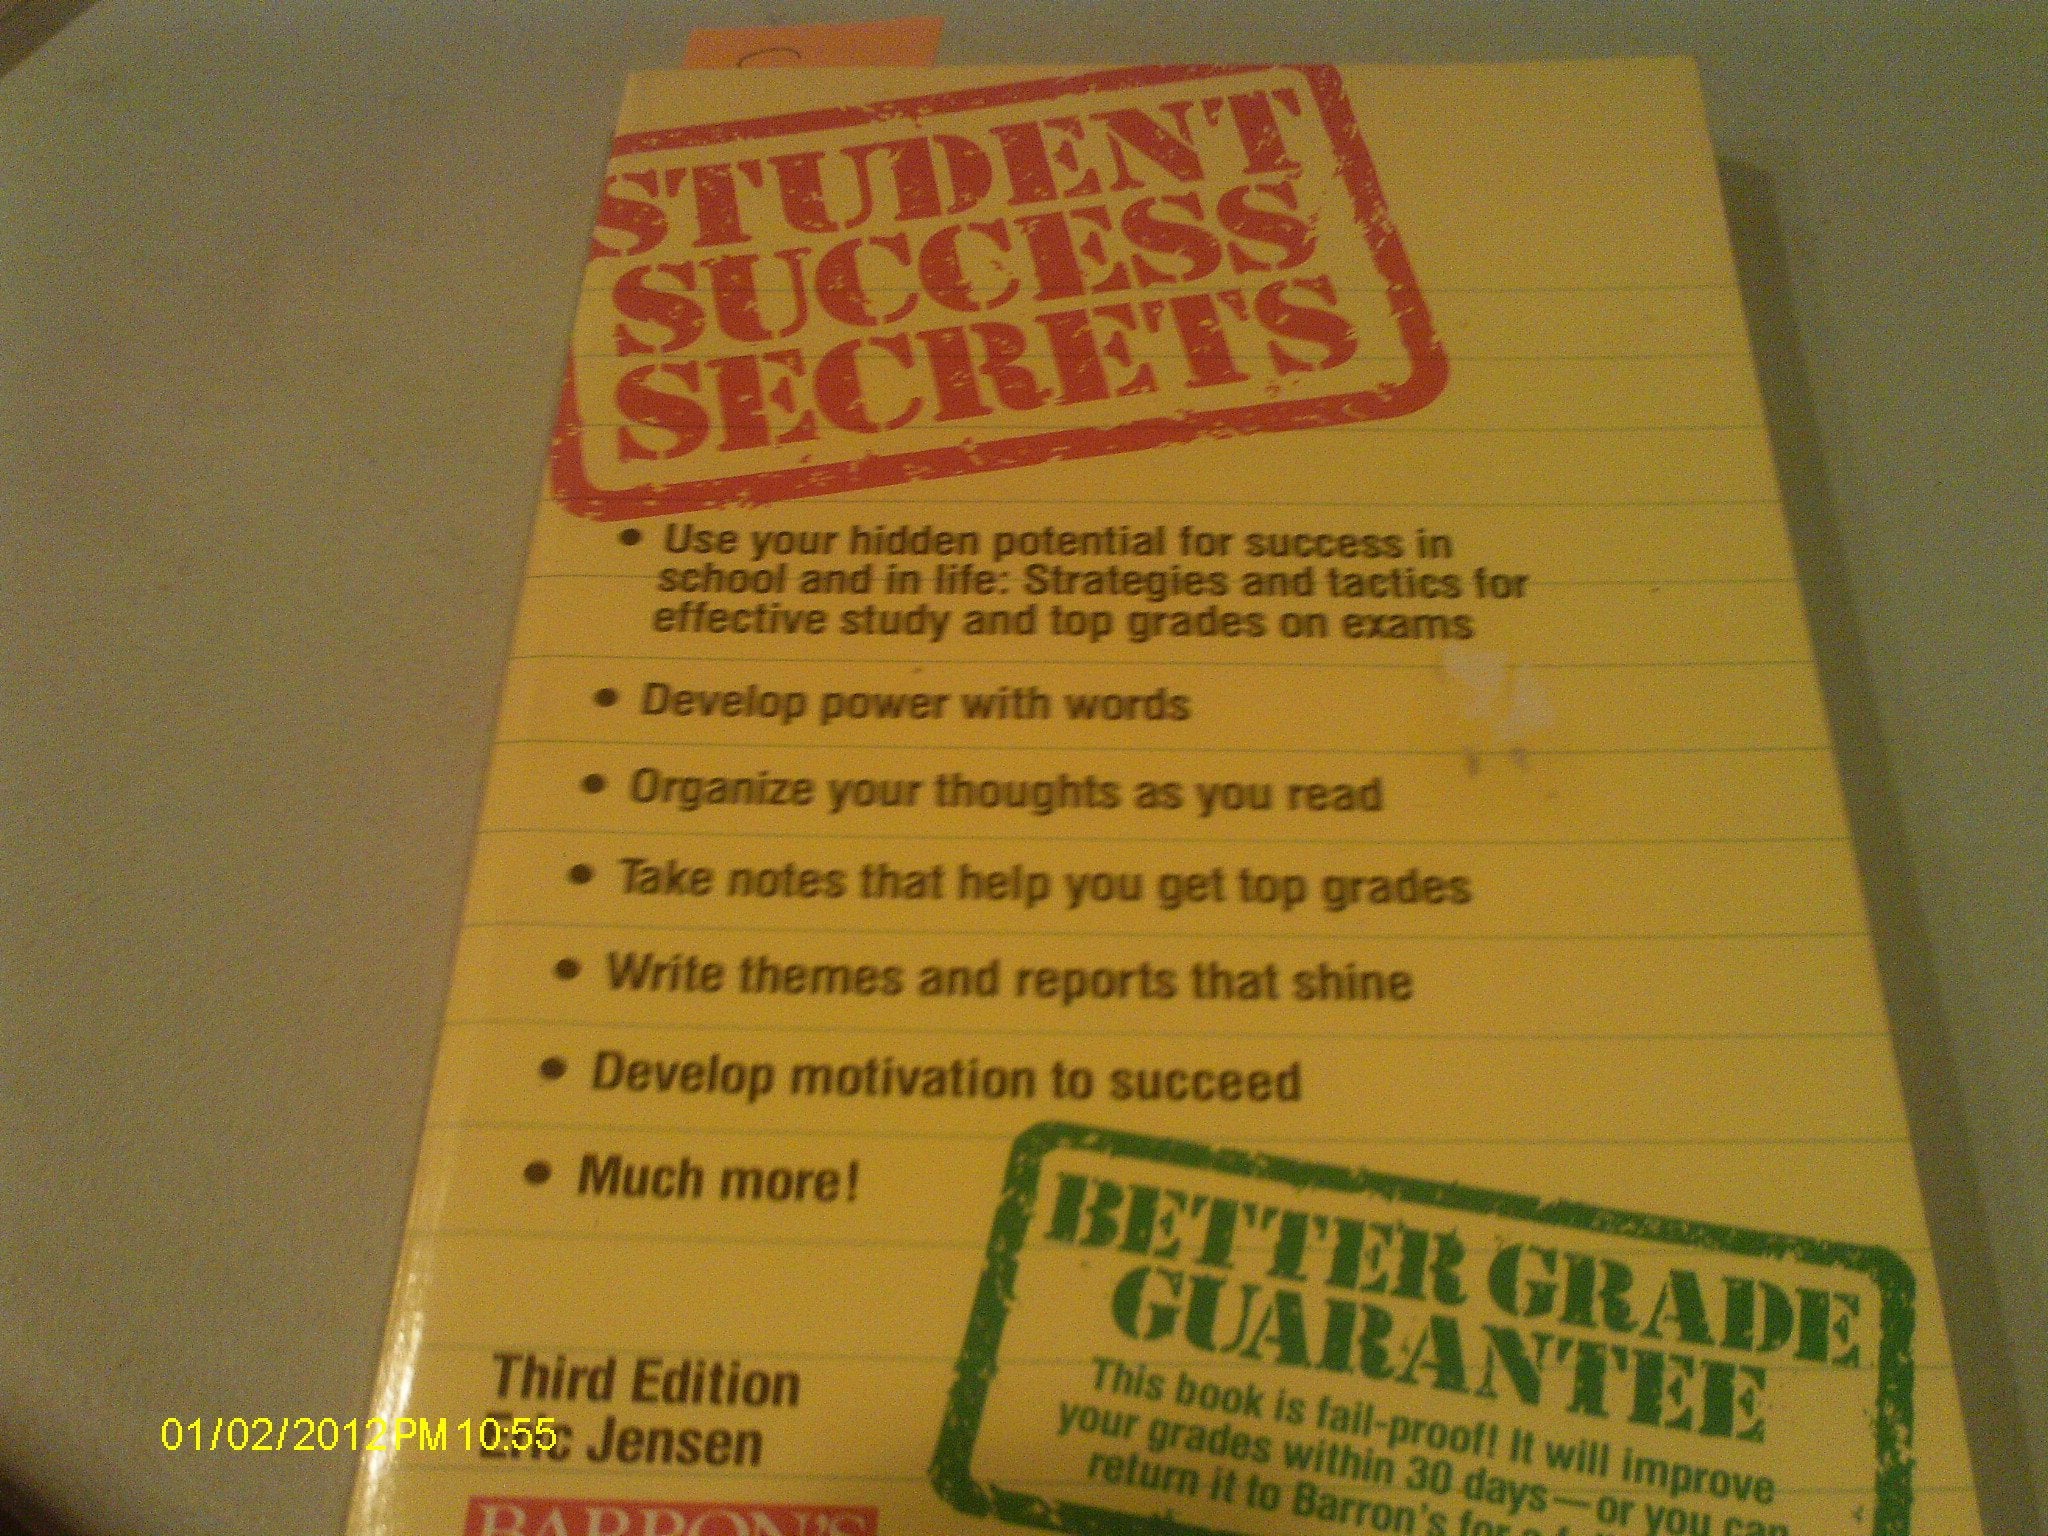 STUDENT
SUCCESS
SECRETS
• Use your hidden potential for success in
school and in life: Strategies and tactics for
effective study and top grades on exams
• Develop power with words
• Organize your thoughts as you read
• Take notes that help you get top grades
• Write themes and reports that shine
• Develop motivation to succeed
• Much more!
BETTER GRADE
GUARANTEE
This book is fail-proof! It will improve
your grades within 30 days—or you can
return it to Barron's for a
Third Edition
Eric Jensen
BARRON'S
01/02/2012 PM 10:55